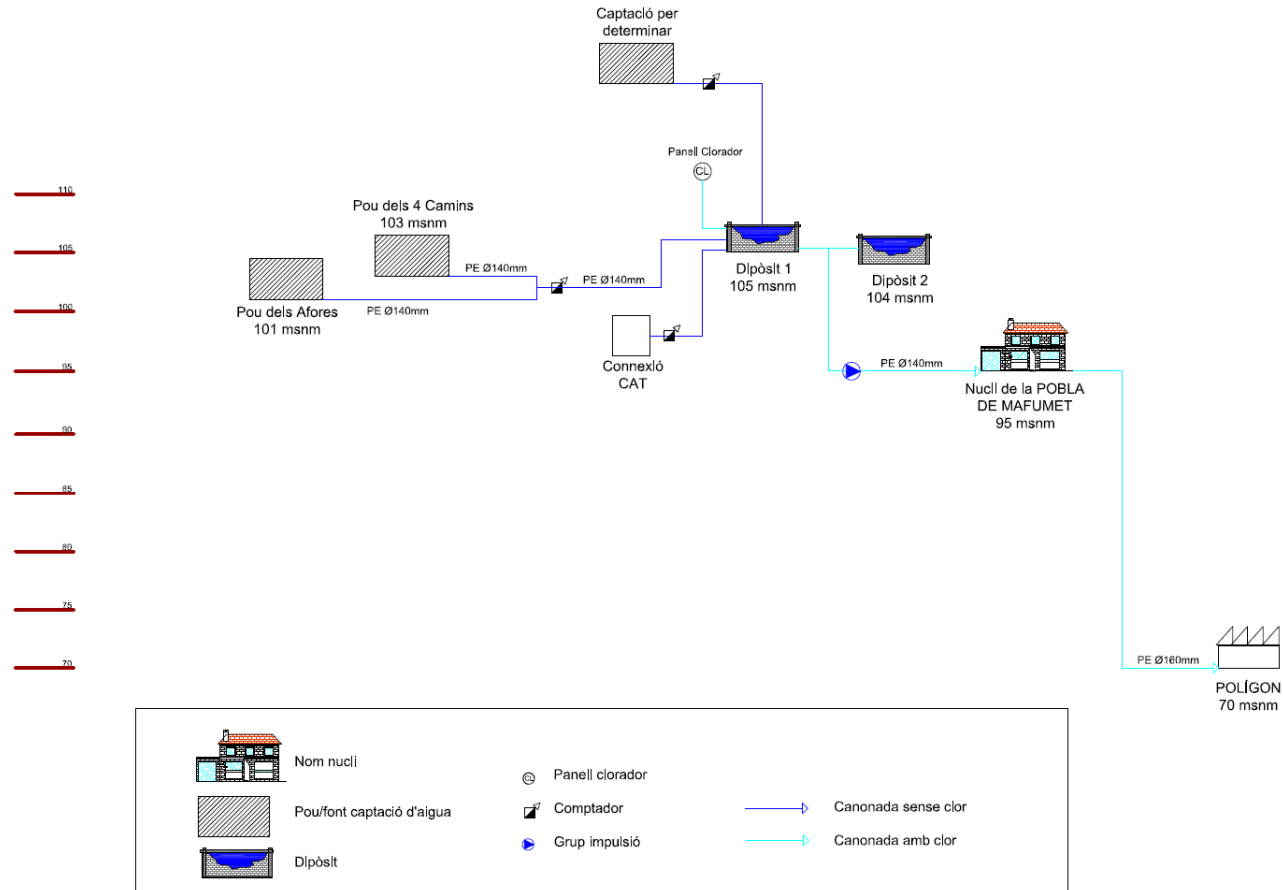 Captació per
determinar
Panell Clorador
CL
110
Pou dels 4 Camins
103 msnm
105
PE Ø140mm
PE Ø140mm
DIpòsIt 1
105 msnm
Dipòsit 2
104 msnm
100
Pou dels Afores
101 msnm
PE Ø140mm
Connexló
CAT
95
PE Ø140mm
Nucll de la POBLA
DE MAFUMET
95 msnm
90
85
80
75
70
PE Ø160mm
POLÍGON
70 msnm
Nom nucli
Pou/font captació d'aigua
DIpòsIt
CL
Panell clorador
Comptador
Grup impulsió
Canonada sense clor
Canonada amb clor